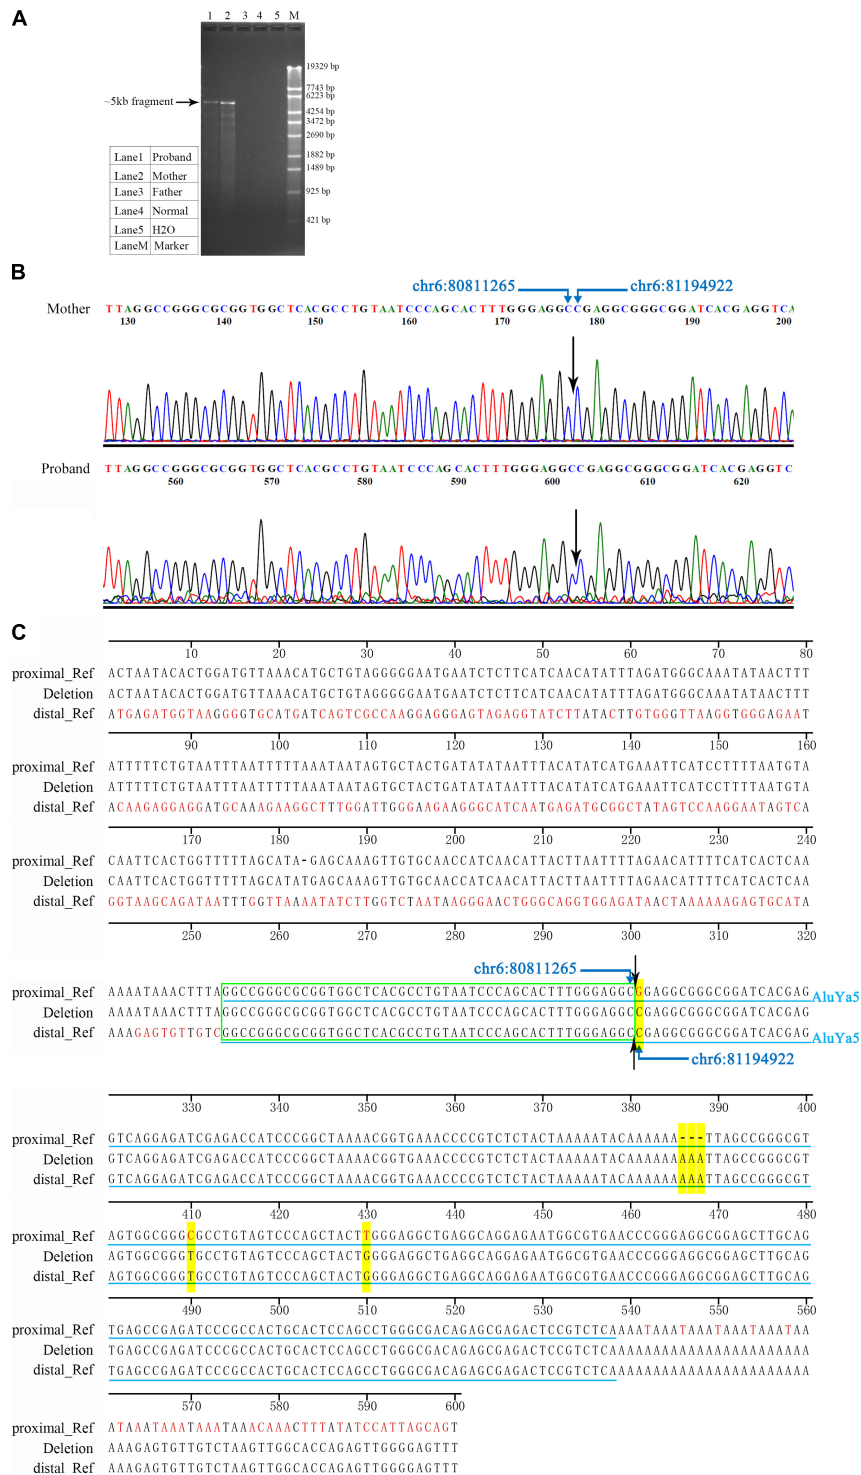 A
1 2 3 4 5 M
19329 bp
7743 bp
6223 bp
~5kb fragment
4254 bp
3472 bp
2690 bp
1882 bp
1489 bp
925 bp
421 bp
Lane1 Proband
Lane2 Mother
Lane3 Father
Lane4 Normal
Lane5 H2O
LaneM Marker
B
chr6:80811265 chr6:81194922
Mother TTAGGCCGGGCGCGGTGGCTCACGCCTGTAATCCCAGCACTTTGGGAGGCCGAGGCGGGCGGATCACGAGGTCA
130 140 150 160 170 180 190 200
Proband TTAGGCCGGGCGCGGTGGCTCACGCCTGTAATCCCAGCACTTTGGGAGGCCGAGGCGGGCGGATCACGAGGTC
560 570 580 590 600 610 620
C
10 20 30 40 50 60 70 80
proximal_Ref ACTAATACACTGGATGTTAAACATGCTGTAGGGGGAATGAATCTCTTCATCAACATATTTAGATGGGCAAATATAACTTT
Deletion ACTAATACACTGGATGTTAAACATGCTGTAGGGGGAATGAATCTCTTCATCAACATATTTAGATGGGCAAATATAACTTT
distal_Ref ATGAGATGGTAAGGGGTGCATGATCAGTCGCCAAGGAGGGAGTAGAGGTATCTTATACTTGTGGGTTAAGGTGGGAGAAT
90 100 110 120 130 140 150 160
proximal_Ref ATTTTTCTGTAATTTAATTTTTAAATAATAGTGCTACTGATATATAATTTACATATCATGAAATTCATCCTTTTAATGTA
Deletion ATTTTTCTGTAATTTAATTTTTAAATAATAGTGCTACTGATATATAATTTACATATCATGAAATTCATCCTTTTAATGTA
distal_Ref ACAAGAGGAGGATGCAAAGAAGGCTTTGGATTGGGAAGAAGGGCATCAATGAGATGCGGCTATAGTCCAAGGAATAGTCA
170 180 190 200 210 220 230 240
proximal_Ref CAATTCACTGGTTTTTAGCATA-GAGCAAAGTTGTGCAACCATCAACATTACTTAATTTTAGAACATTTTCATCACTCAA
Deletion CAATTCACTGGTTTTTAGCATATGAGCAAAGTTGTGCAACCATCAACATTACTTAATTTTAGAACATTTTCATCACTCAA
distal_Ref GGTAAGCAGATAATTTGGTTAAAATATCTTGGTCTAATAAGGGAACTGGGCAGGTGGAGATAACTAAAAAAGAGTGCATA
250 260 270 280 290 300 310 320
chr6:80811265
proximal_Ref AAAATAAACTTTAGGCCGGGCGCGGTGGCTCACGCCTGTAATCCCAGCACTTTGGGAGGCGGAGGCGGGCGGATCACGAG AluYa5
Deletion AAAATAAACTTTAGGCCGGGCGCGGTGGCTCACGCCTGTAATCCCAGCACTTTGGGAGGCCGAGGCGGGCGGATCACGAG
distal_Ref AAAGAGTGTTGTCGGCCGGGCGCGGTGGCTCACGCCTGTAATCCCAGCACTTTGGGAGGCCGAGGCGGGCGGATCACGAG AluYa5
chr6:81194922
330 340 350 360 370 380 390 400
proximal_Ref GTCAGGAGATCGAGACCATCCCGGCTAAAACGGTGAAACCCCGTCTCTACTAAAAATACAAAAAA---TTAGCCGGGCGT
Deletion GTCAGGAGATCGAGACCATCCCGGCTAAAACGGTGAAACCCCGTCTCTACTAAAAATACAAAAAAAAATTAGCCGGGCGT
distal_Ref GTCAGGAGATCGAGACCATCCCGGCTAAAACGGTGAAACCCCGTCTCTACTAAAAATACAAAAAAAAATTAGCCGGGCGT
410 420 430 440 450 460 470 480
proximal_Ref AGTGGCGGGCGCCTGTAGTCCCAGCTACTTGGGAGGCTGAGGCAGGAGAATGGCGTGAACCCGGGAGGCGGAGCTTGCAG
Deletion AGTGGCGGGTGCCTGTAGTCCCAGCTACTGGGGAGGCTGAGGCAGGAGAATGGCGTGAACCCGGGAGGCGGAGCTTGCAG
distal_Ref AGTGGCGGGTGCCTGTAGTCCCAGCTACTGGGGAGGCTGAGGCAGGAGAATGGCGTGAACCCGGGAGGCGGAGCTTGCAG
490 500 510 520 530 540 550 560
proximal_Ref TGAGCCGAGATCCCGCCACTGCACTCCAGCCTGGGCGACAGAGCGAGACTCCGTCTCAAAATAAATAAATAAATAAATAA
Deletion TGAGCCGAGATCCCGCCACTGCACTCCAGCCTGGGCGACAGAGCGAGACTCCGTCTCAAAAAAAAAAAAAAAAAAAAAAA
distal_Ref TGAGCCGAGATCCCGCCACTGCACTCCAGCCTGGGCGACAGAGCGAGACTCCGTCTCAAAAAAAAAAAAAAAAAAAAAAA
570 580 590 600
proximal_Ref ATAAATAAATAAATAAACAAACTTTATATCCATTAGCAGT
Deletion AAAGAGTGTTGTCTAAGTTGGCACCAGAGTTGGGGAGTTT
distal_Ref AAAGAGTGTTGTCTAAGTTGGCACCAGAGTTGGGGAGTTT